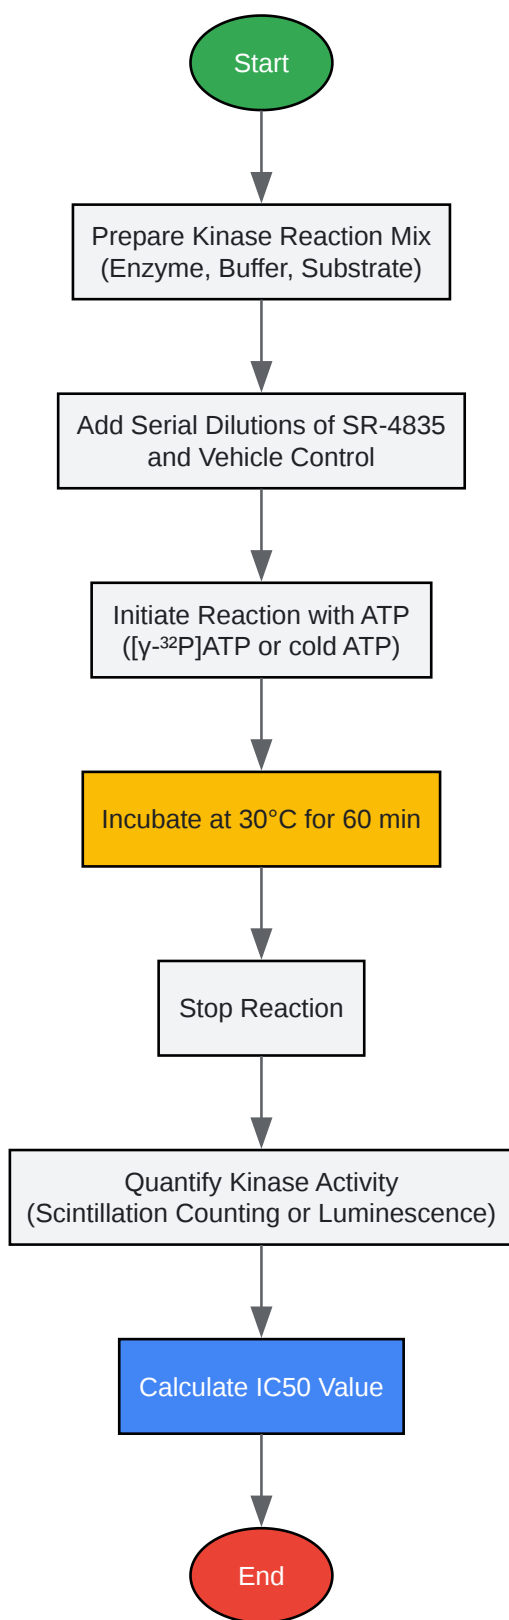 Start
Prepare Kinase Reaction Mix
(Enzyme, Buffer, Substrate)
Add Serial Dilutions of SR-4835
and Vehicle Control
Initiate Reaction with ATP
([γ-³²P]ATP or cold ATP)
Incubate at 30°C for 60 min
Stop Reaction
Quantify Kinase Activity
(Scintillation Counting or Luminescence)
Calculate IC50 Value
End